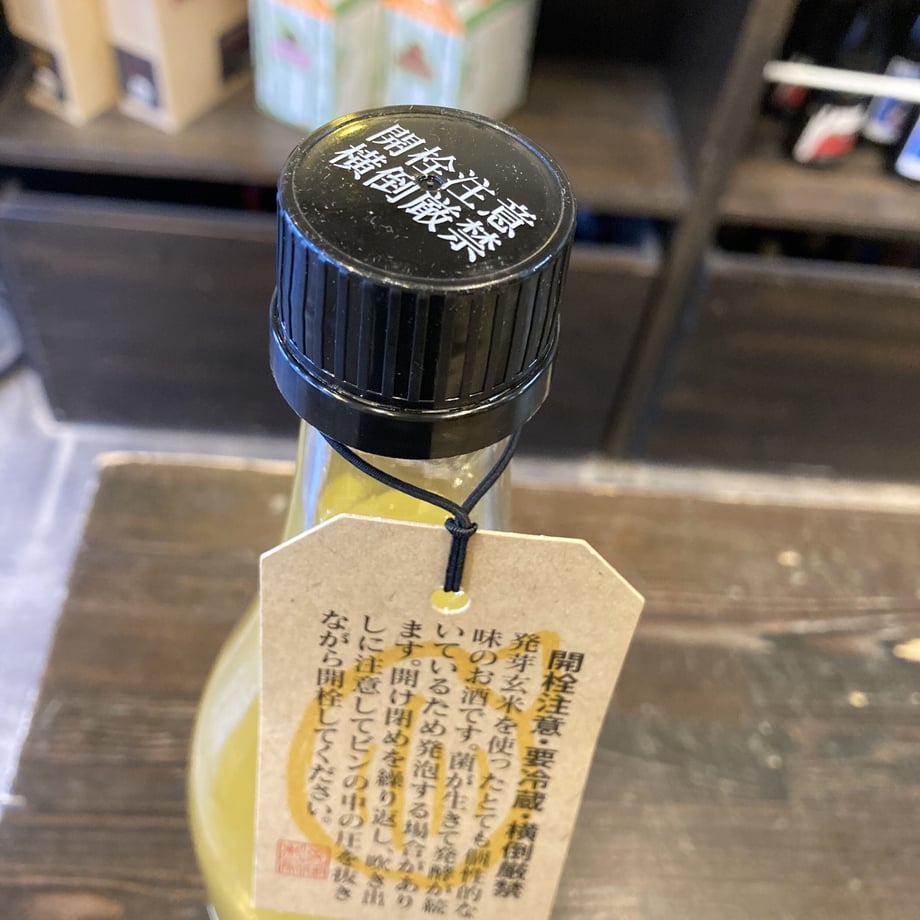 開栓注意
横倒厳禁
開栓注意・要冷蔵・横倒厳禁
発芽玄米を使ったとても個性的な
味のお酒です。菌が生きて発酵が続
いているため発泡する場合があり
ます。開け閉めを繰り返し、吹き出
しに注意してビンの中の圧を抜き
ながら開栓してください。